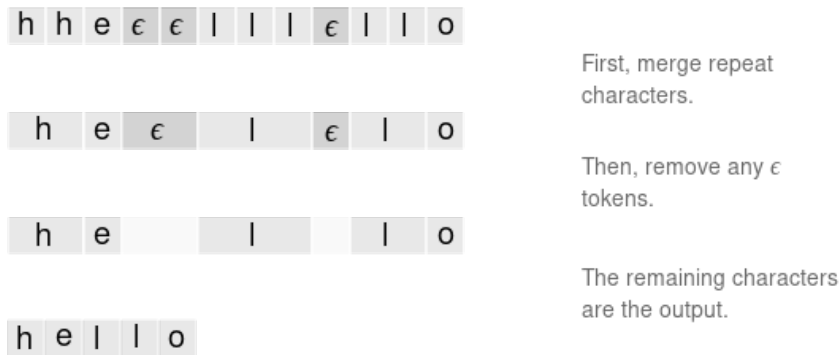 h h e ϵ ϵ l l l ϵ l l o
First, merge repeat
characters.
h e ϵ l ϵ l o
Then, remove any ϵ
tokens.
h e l l o
The remaining characters
are the output.
h e l l o